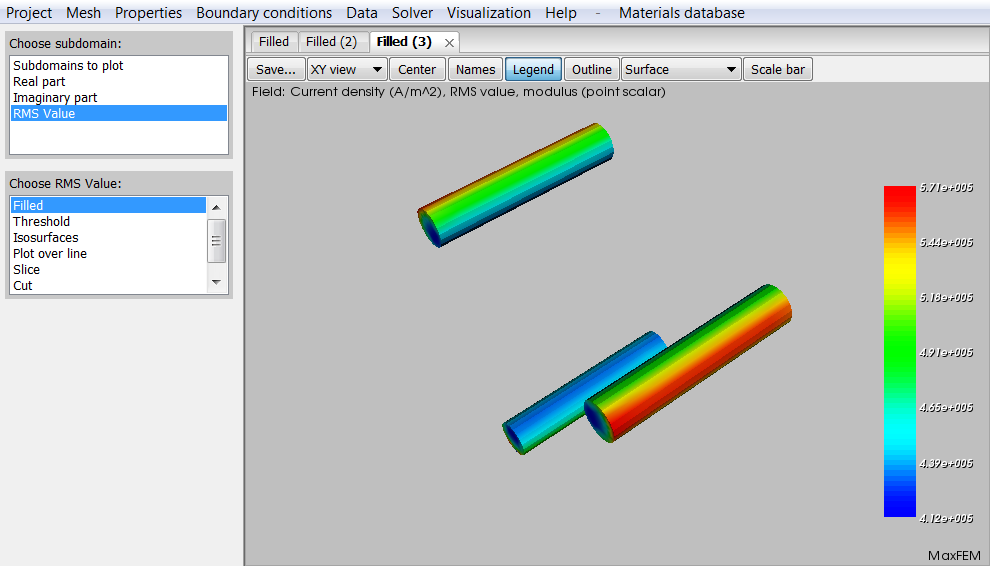 Project Mesh Properties Boundary conditions Data Solver Visualization Help - Materials database
Choose subdomain:
Subdomains to plot
Real part
Imaginary part
RMS Value
Choose RMS Value:
Filled
Threshold
Isosurfaces
Plot over line
Slice
Cut
Filled Filled (2) Filled (3)
Save... XY view Center Names Legend Outline Surface Scale bar
Field: Current density (A/m^2), RMS value, modulus (point scalar)
5.71e+005
5.44e+005
5.18e+005
4.91e+005
4.65e+005
4.39e+005
4.12e+005
MaxFEM